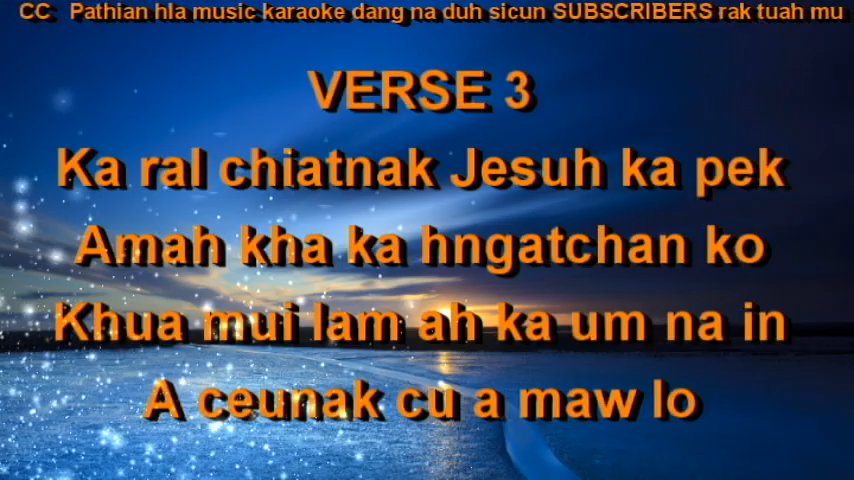 CC Pathian hla music karaoke dang na duh sicun SUBSCRIBERS rak tuah mu
VERSE 3
Ka ral chiatnak Jesuh ka pek
Amah kha ka hngatchan ko
Khua mui lam ah ka um na in
A ceunak cu a maw lo